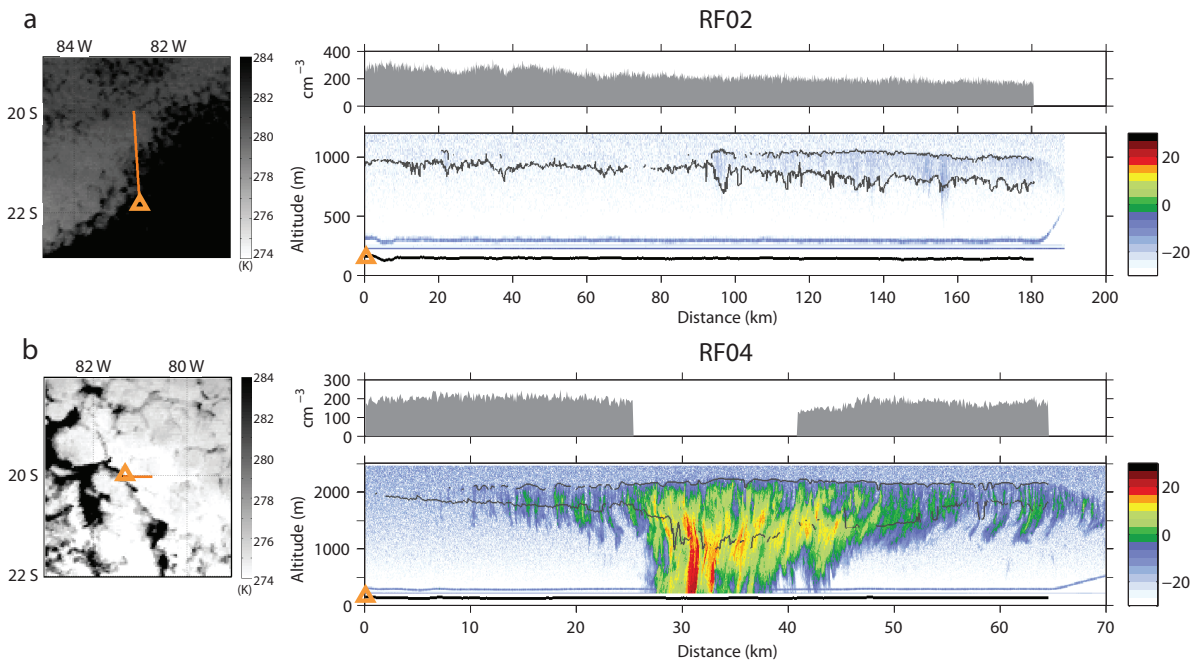 a
RF02
84 W 82 W
20 S
22 S
284
282
280
278
276
274
(K)
cm−3
400
200
0
Altitude (m)
1000
500
0
0 20 40 60 80 100 120 140 160 180 200
Distance (km)
20
0
−20
b
RF04
82 W 80 W
20 S
22 S
284
282
280
278
276
274
(K)
cm−3
300
200
100
0
Altitude (m)
2000
1000
0
0 10 20 30 40 50 60 70
Distance (km)
20
0
−20